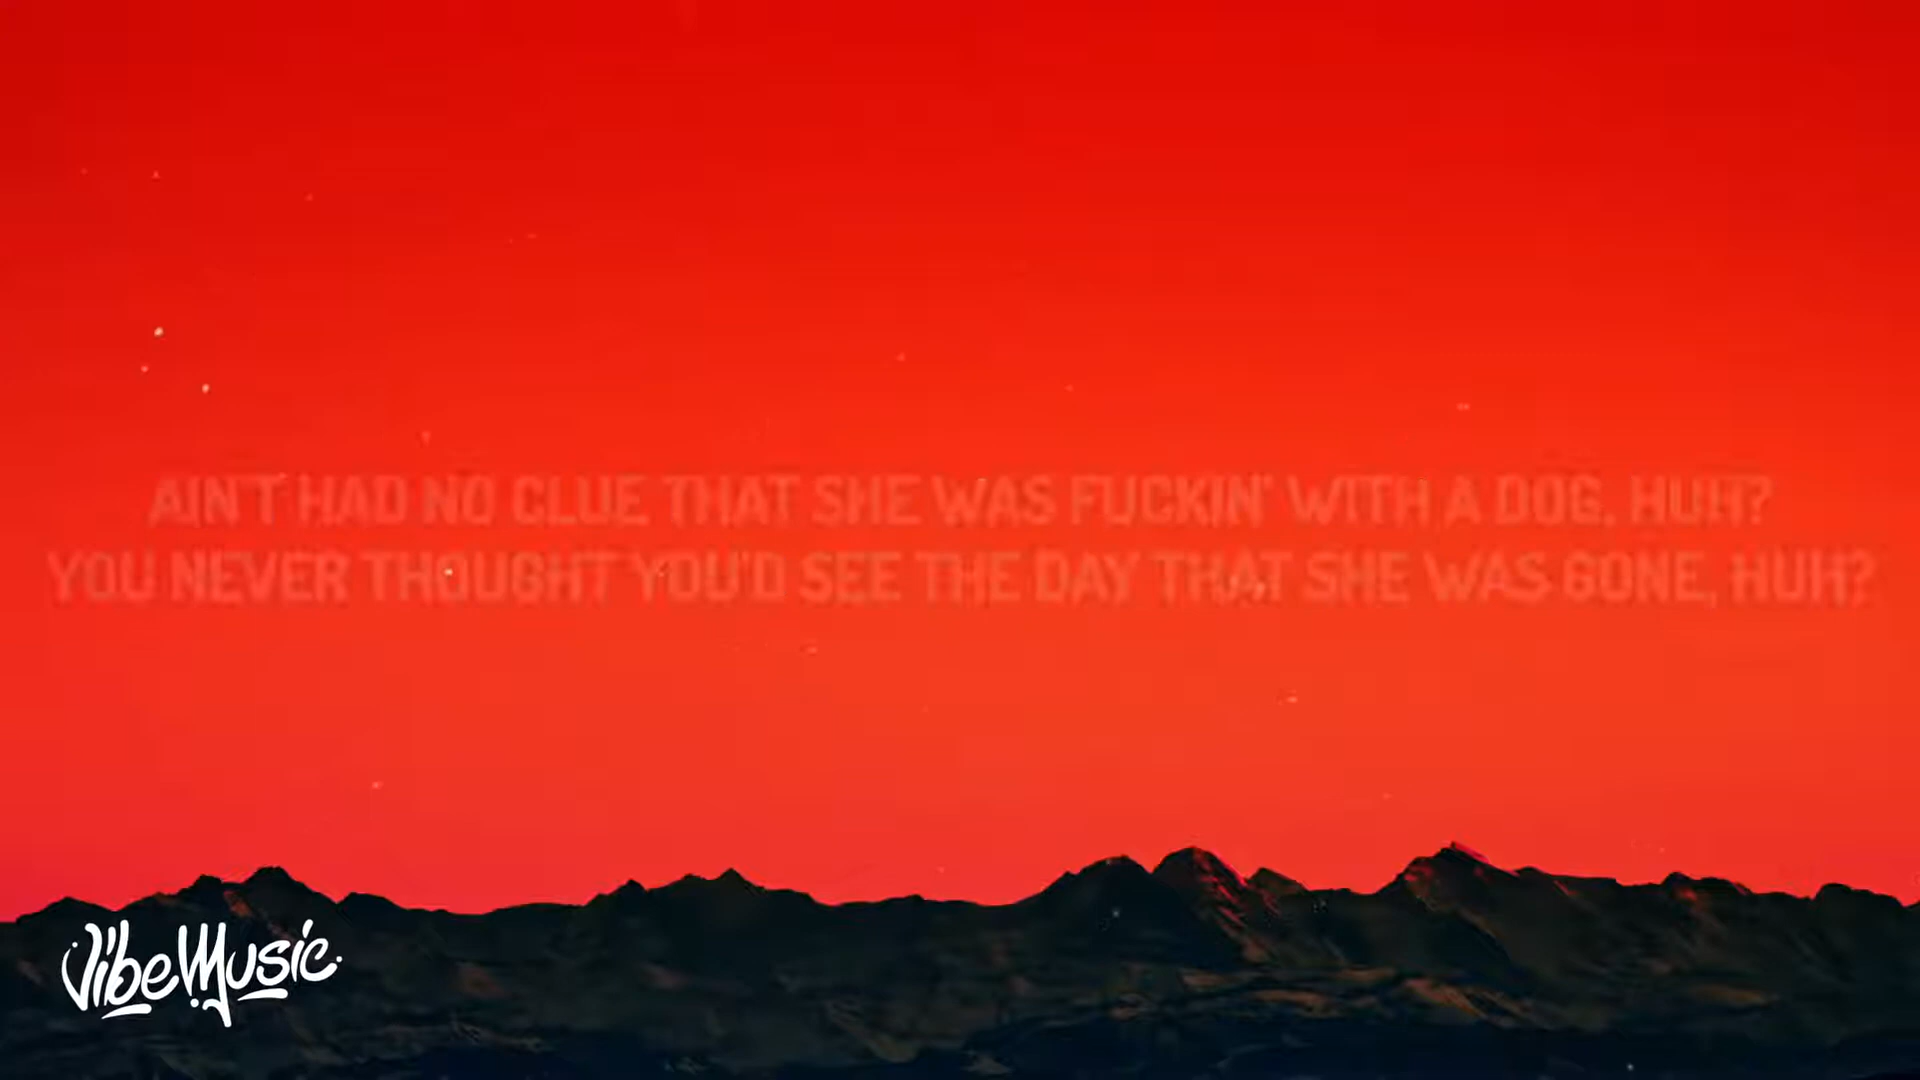 AIN'T HAD NO CLUE THAT SHE WAS FUCKIN' WITH A DOG, HUH?
YOU NEVER THOUGHT YOU'D SEE THE DAY THAT SHE WAS GONE, HUH?
VibeMusic